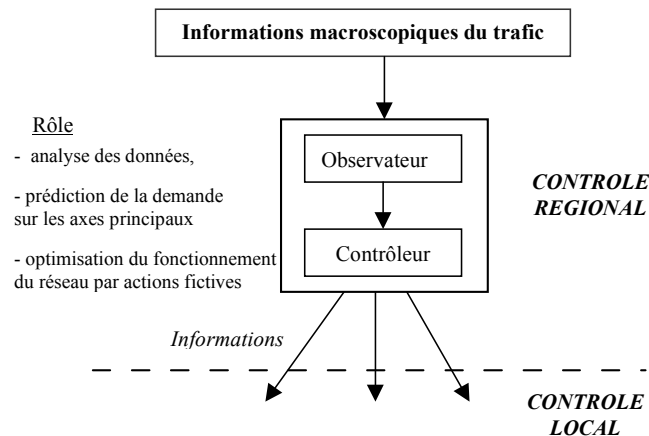 Informations macroscopiques du trafic
Rôle
- analyse des données,
- prédiction de la demande
sur les axes principaux
- optimisation du fonctionnement
du réseau par actions fictives
Observateur
Contrôleur
CONTROLE
REGIONAL
Informations
CONTROLE
LOCAL